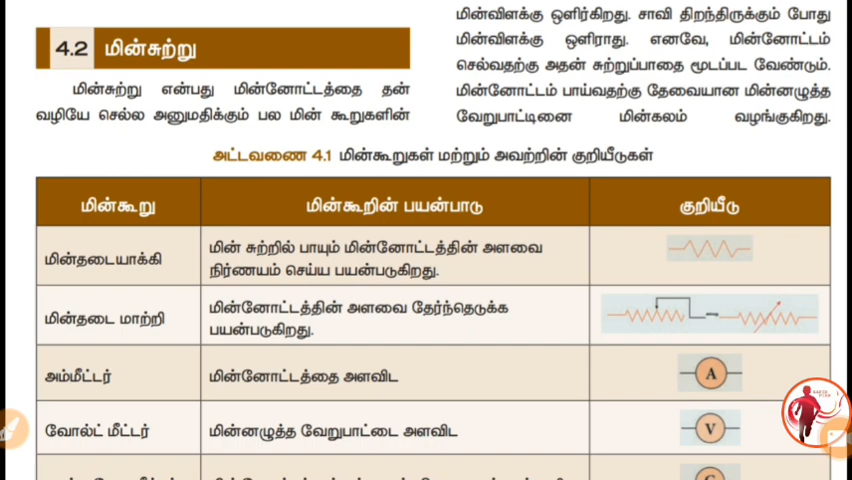 4.2 மின்சுற்று
மின்சுற்று என்பது மின்னோட்டத்தை தன்
வழியே செல்ல அனுமதிக்கும் பல மின் கூறுகளின்
மின்விளக்கு ஒளிர்கிறது. சாவி திறந்திருக்கும் போது
மின்விளக்கு ஒளிராது. எனவே, மின்னோட்டம்
செல்வதற்கு அதன் சுற்றுப்பாதை மூடப்பட வேண்டும்.
மின்னோட்டம் பாய்வதற்கு தேவையான மின்னழுத்த
வேறுபாட்டினை மின்கலம் வழங்குகிறது.
அட்டவணை 4.1 மின்கூறுகள் மற்றும் அவற்றின் குறியீடுகள்
மின்கூறு மின்கூறின் பயன்பாடு குறியீடு
மின்தடையாக்கி
மின் சுற்றில் பாயும் மின்னோட்டத்தின் அளவை
நிர்ணயம் செய்ய பயன்படுகிறது.
மின்தடை மாற்றி
மின்னோட்டத்தின் அளவை தேர்ந்தெடுக்க
பயன்படுகிறது.
அம்மீட்டர் மின்னோட்டத்தை அளவிட A
வோல்ட் மீட்டர் மின்னழுத்த வேறுபாட்டை அளவிட V
G